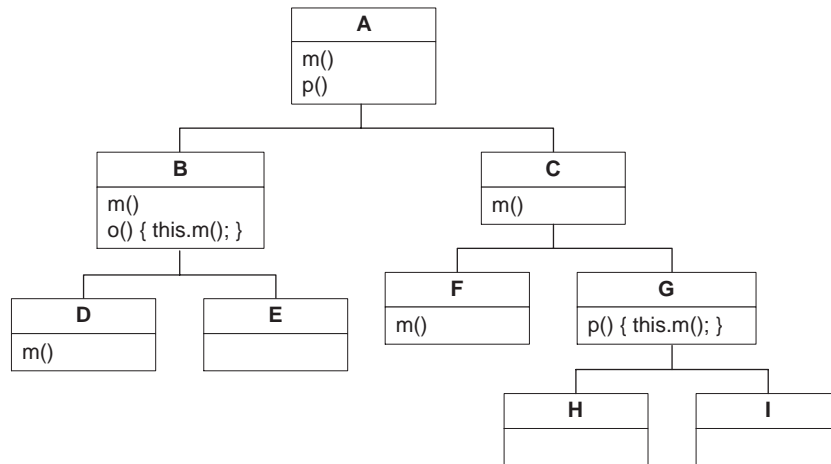 A
m()
p()
B
m()
o() { this.m(); }
C
m()
D
m()
E
F
m()
G
p() { this.m(); }
H
I